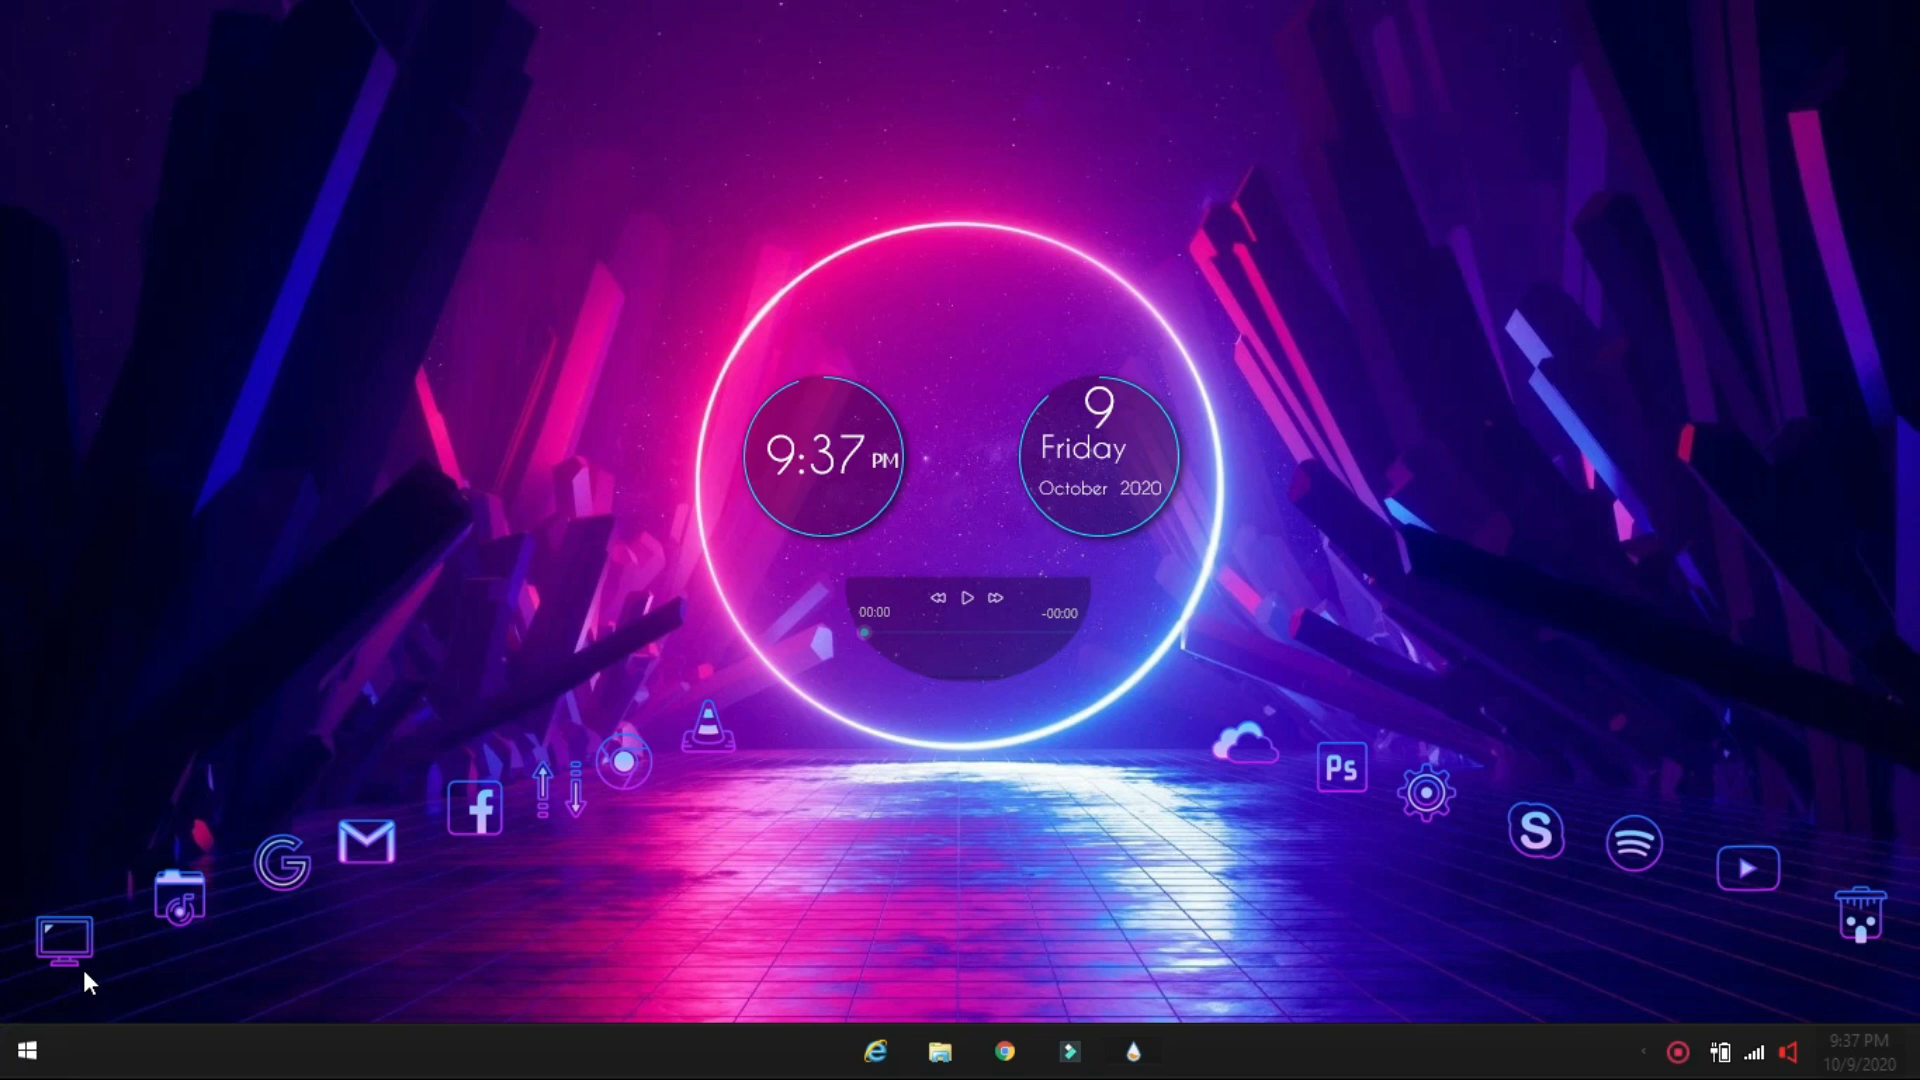 9:37 PM
9
Friday
October 2020
00:00
-00:00
f
Ps
G
S
9:37 PM
10/9/2020